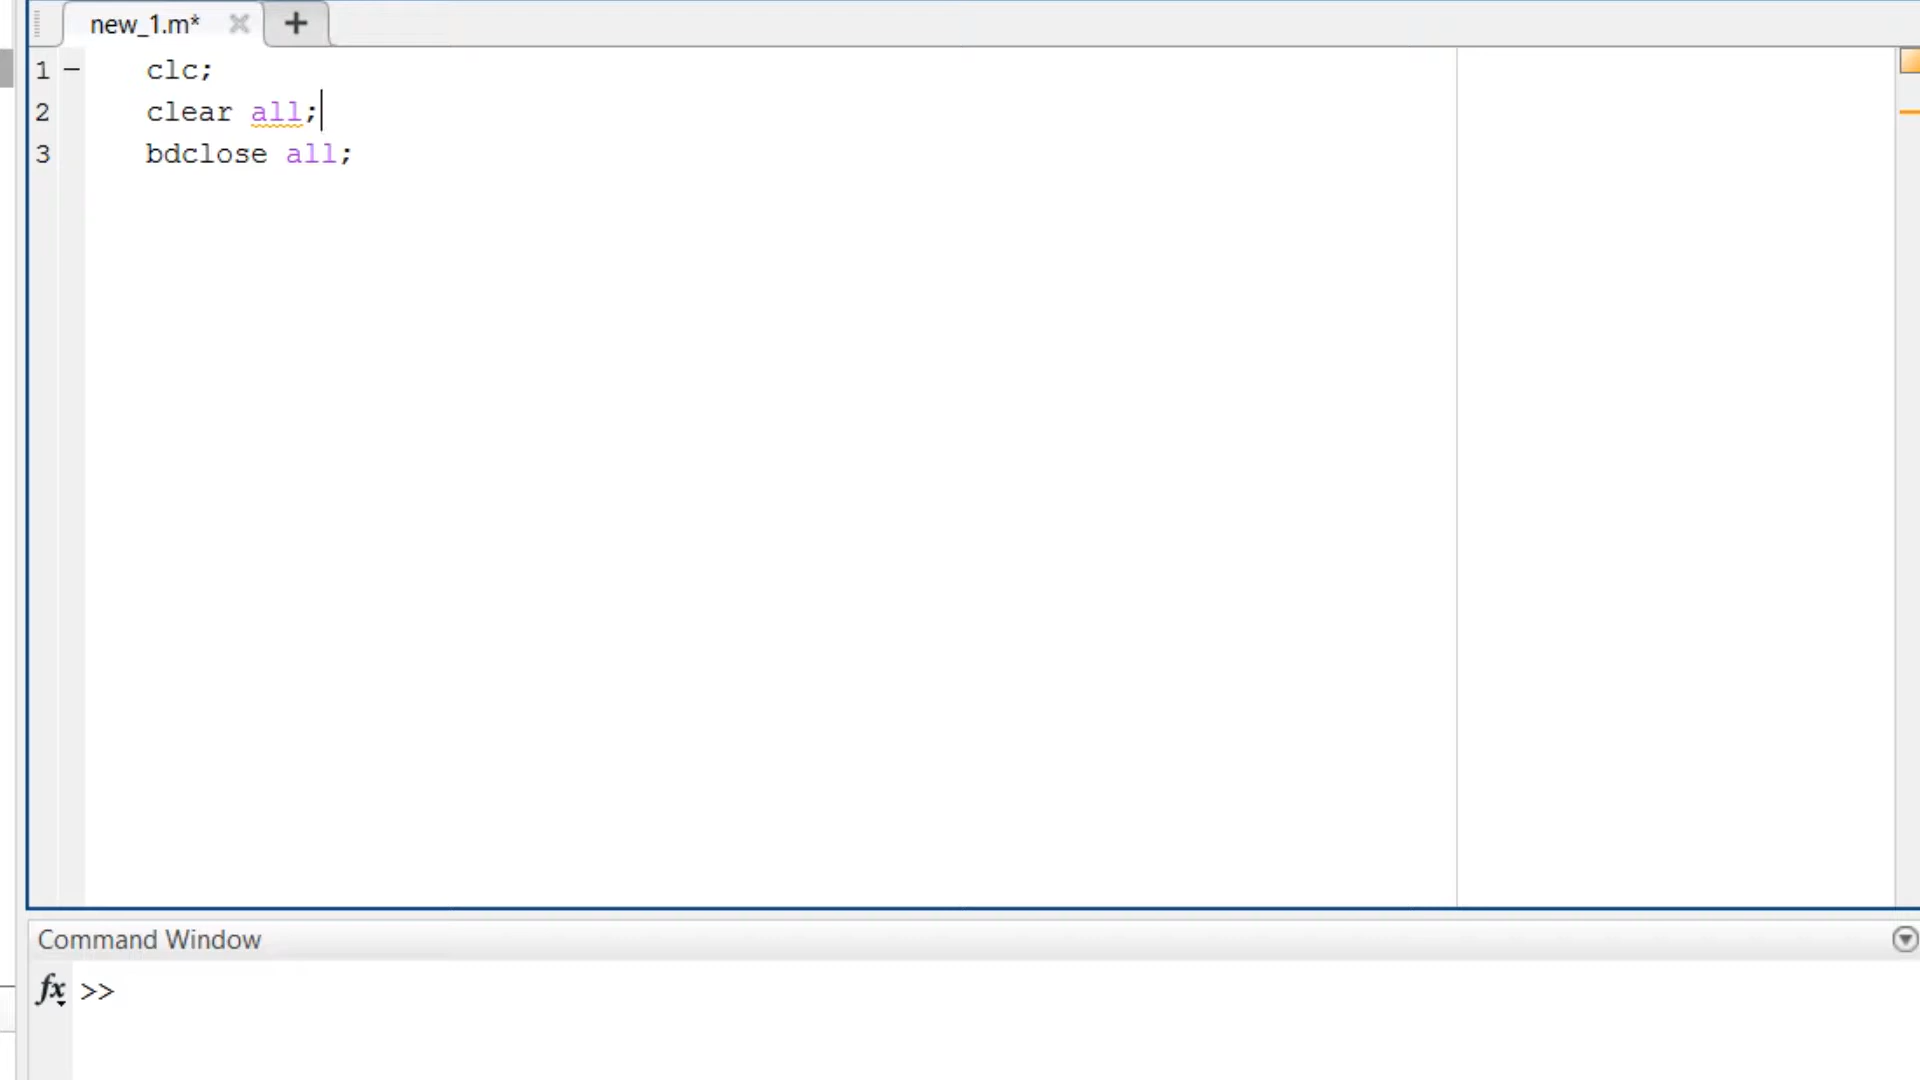 new_1.m*
1 clc;
2 clear all;
3 bdclose all;
Command Window
fx >>